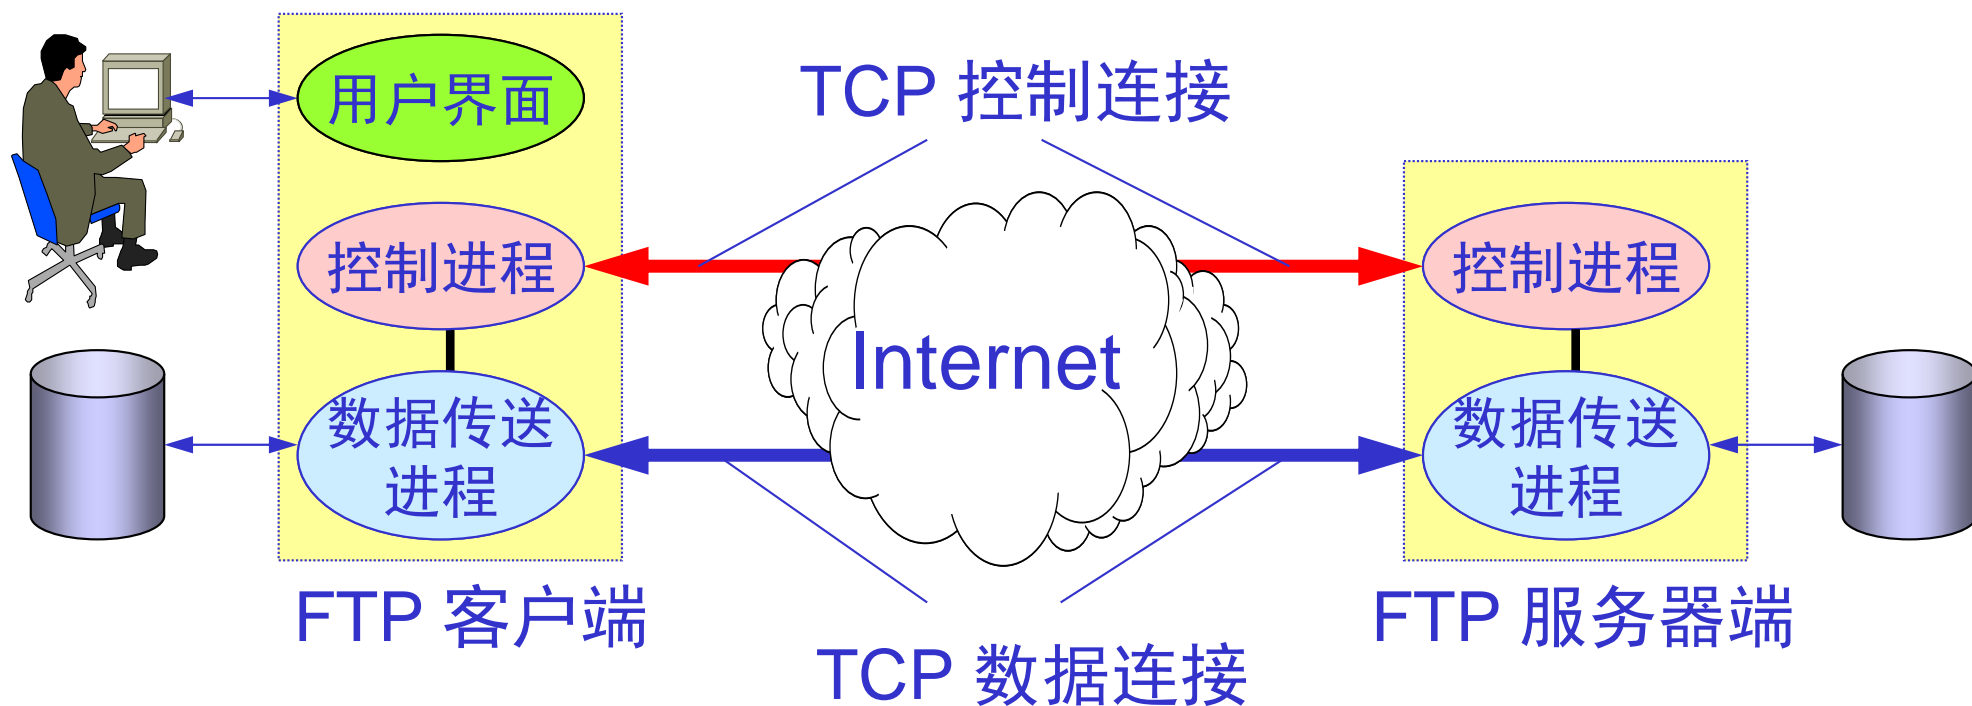 用户界面
TCP 控制连接
控制进程
控制进程
Internet
数据传送
进程
数据传送
进程
FTP 客户端
FTP 服务器端
TCP 数据连接